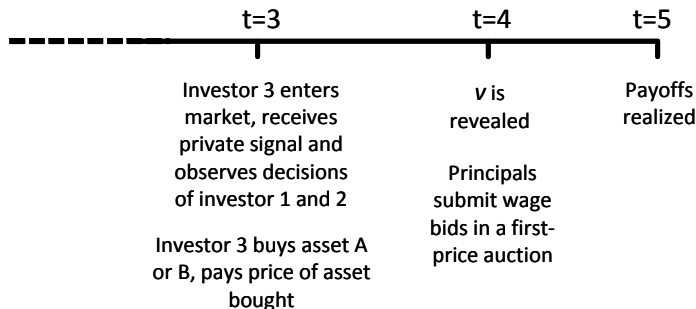 t=3
t=4
t=5
Investor 3 enters
market, receives
private signal and
observes decisions
of investor 1 and 2
Investor 3 buys asset A
or B, pays price of asset
bought
v is
revealed
Principals
submit wage
bids in a first-
price auction
Payoffs
realized